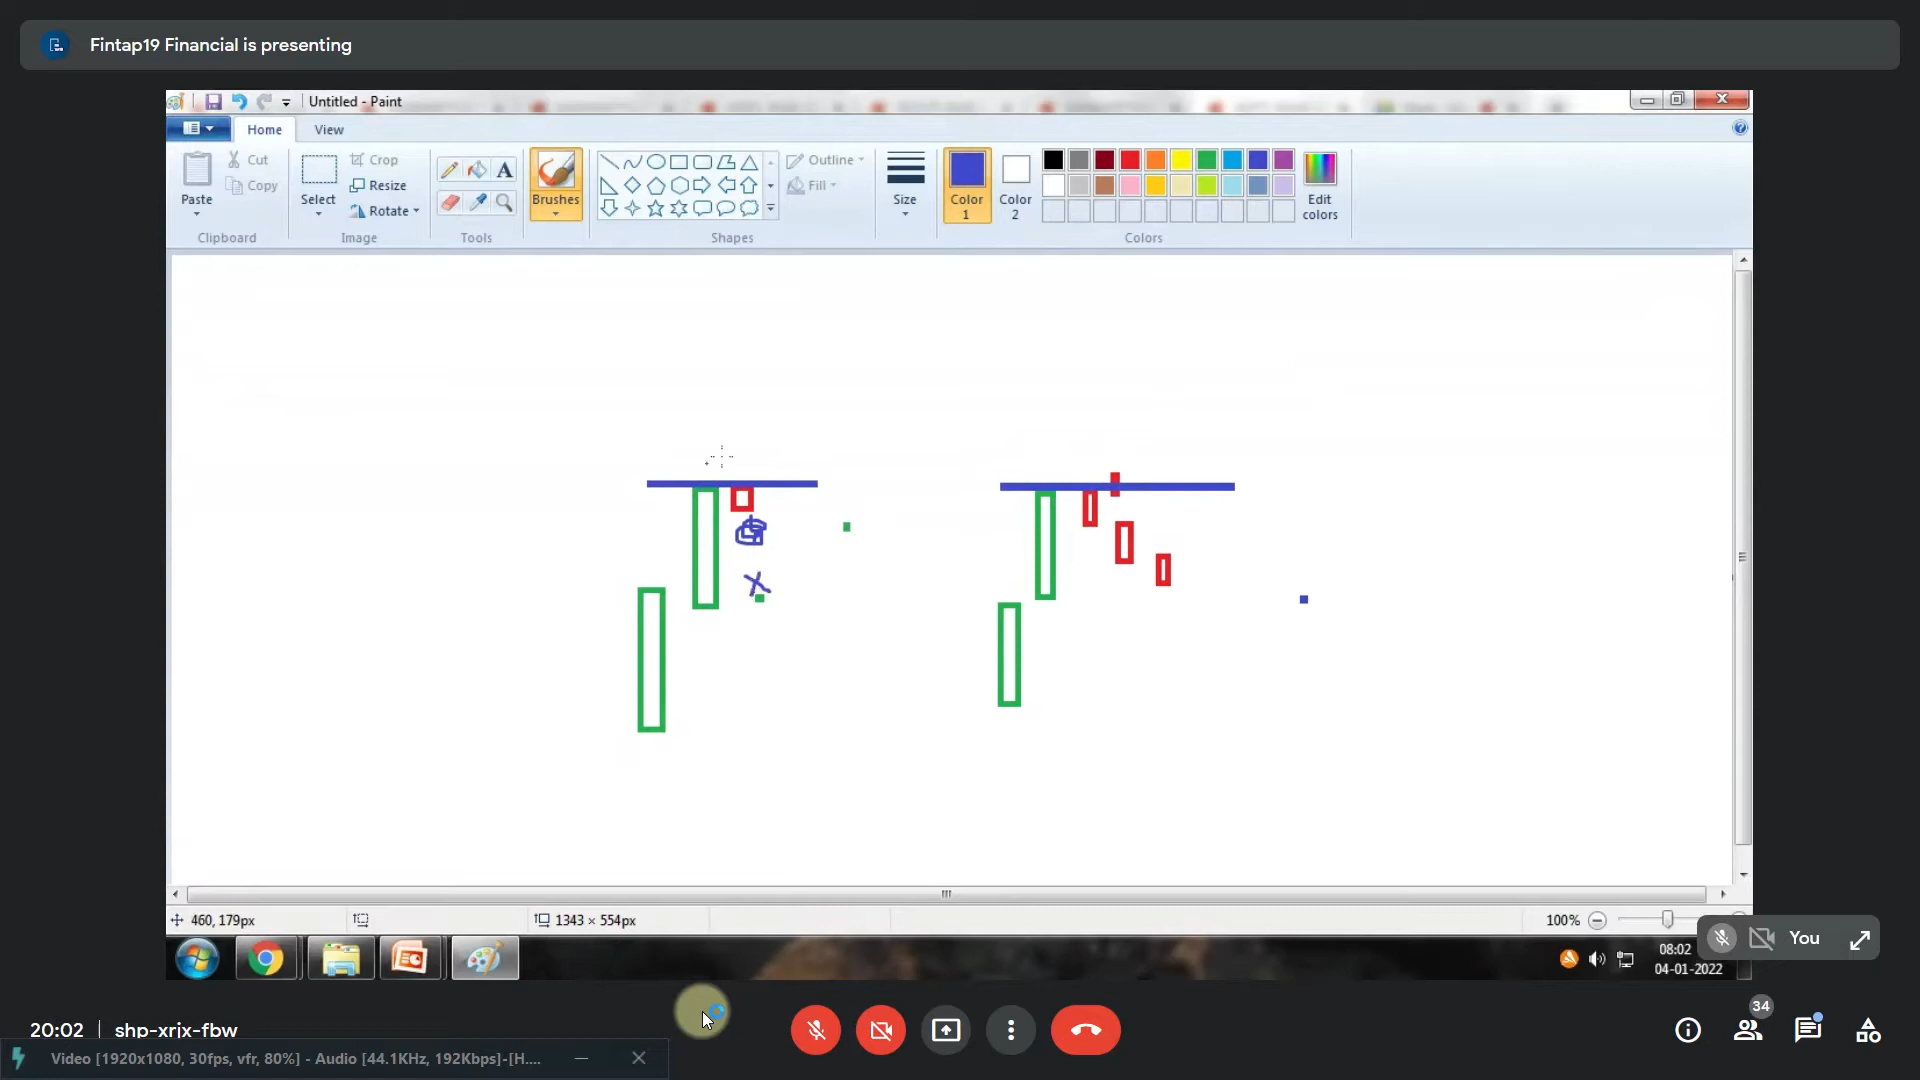 Fintap19 Financial is presenting
Untitled - Paint
Home View
Paste
Cut
Copy
Clipboard
Select
Crop
Resize
Rotate
Image
A
Tools
Brushes
Outline
Fill
Shapes
Size
Color 1
Color 2
Edit colors
Colors
X
460, 179px
1343 × 554px
100%
08:02
04-01-2022
You
34
20:02 | shp-xrjx-fbw
Video [1920x1080, 30fps, vfr, 80%] - Audio [44.1KHz, 192Kbps]-[H....